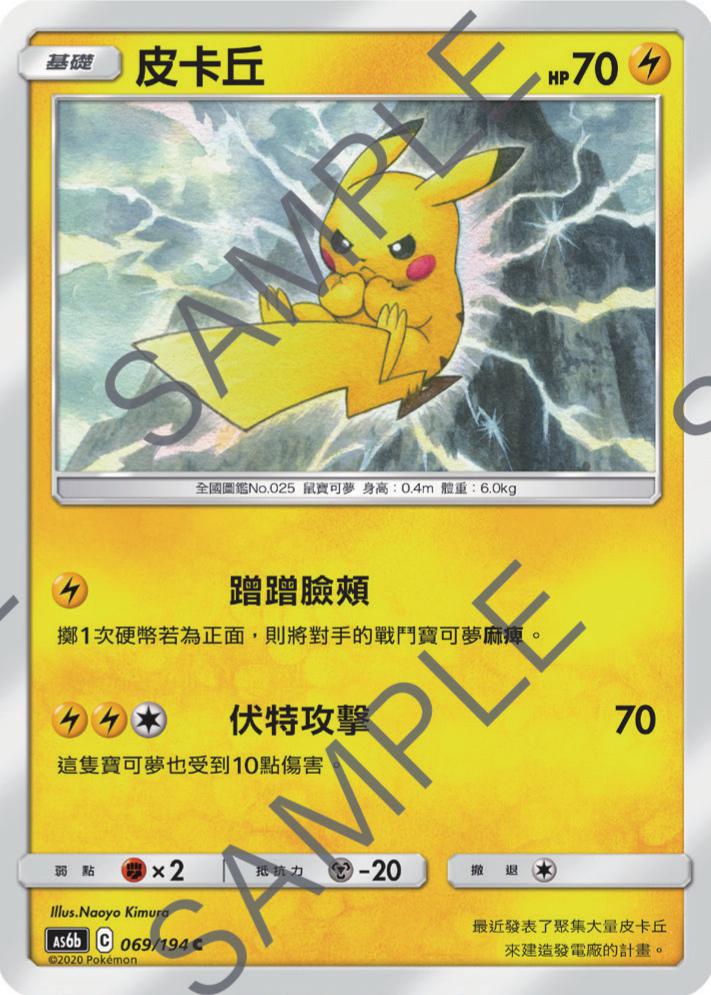 基礎 皮卡丘 HP 70
全國圖鑑No.025 鼠寶可夢 身高：0.4m 體重：6.0kg
蹭蹭臉頰
擲1次硬幣若為正面，則將對手的戰鬥寶可夢麻痺。
伏特攻擊 70
這隻寶可夢也受到10點傷害。
弱點 ×2 抵抗力 -20 撤退
Illus.Naoyo Kimura
AS6b C 069/194 C
©2020 Pokémon
最近發表了聚集大量皮卡丘
來建造發電廠的計畫。
SAMPLE
SAMPLE